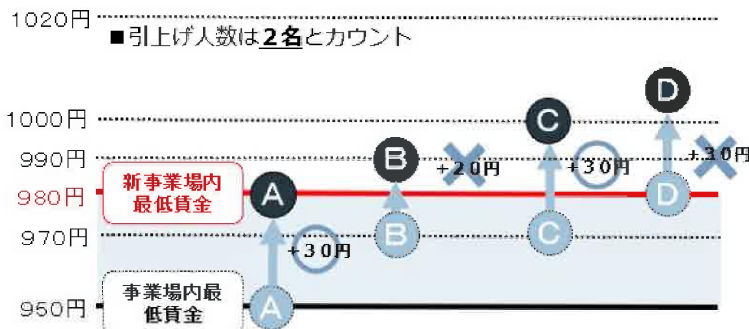 1020円
■引上げ人数は2名とカウント
1000円
990円
980円
970円
950円
新事業場内
最低賃金
事業場内最
低賃金
A
A
+30円
B
B
+20円
C
C
+30円
D
D
+30円